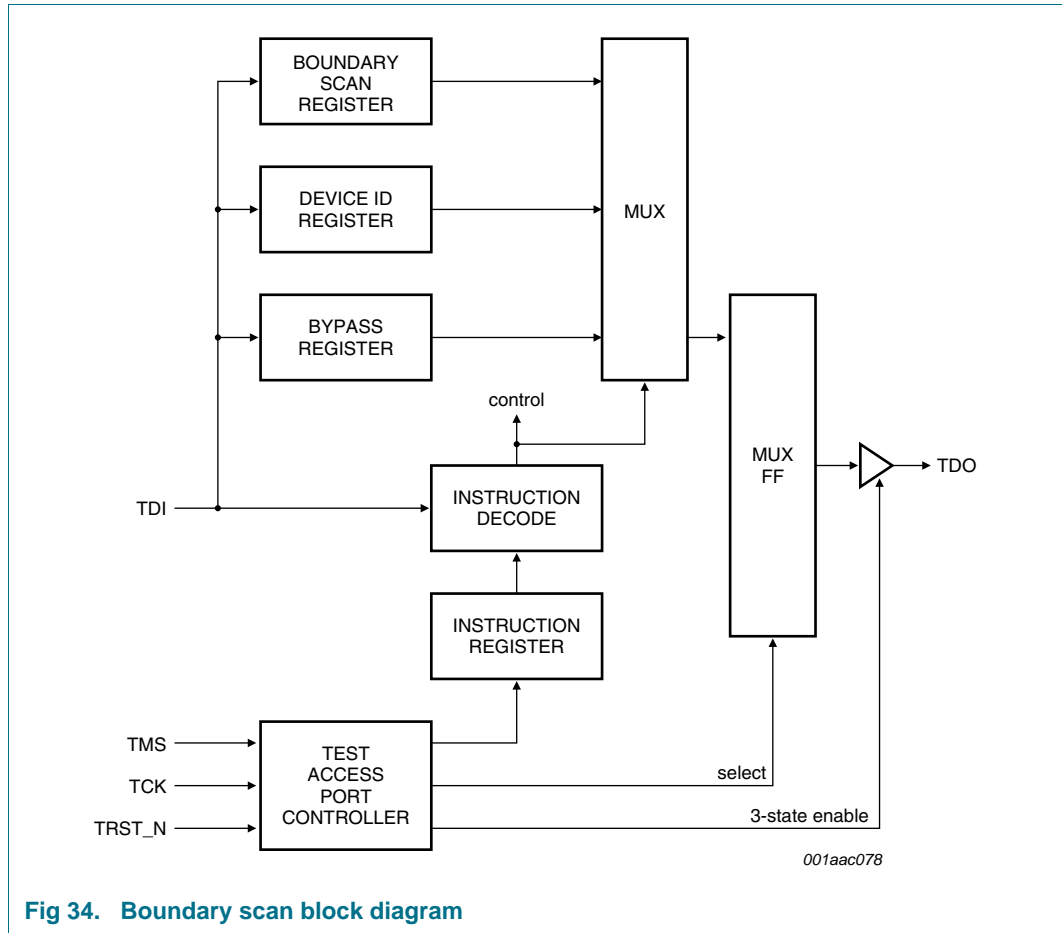 BOUNDARY
SCAN
REGISTER
DEVICE ID
REGISTER
MUX
BYPASS
REGISTER
control
MUX
FF
TDO
TDI
INSTRUCTION
DECODE
INSTRUCTION
REGISTER
TMS
TCK
TRST_N
TEST
ACCESS
PORT
CONTROLLER
select
3-state enable
001aac078
Fig 34. Boundary scan block diagram